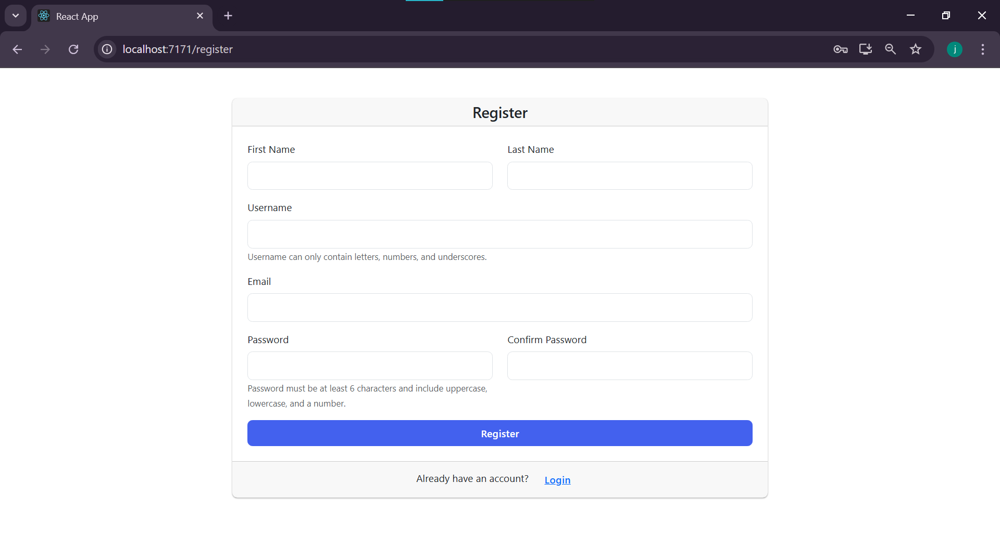 React App
localhost:7171/register
j
Register
First Name Last Name
Username
Username can only contain letters, numbers, and underscores.
Email
Password Confirm Password
Password must be at least 6 characters and include uppercase,
lowercase, and a number.
Register
Already have an account? Login